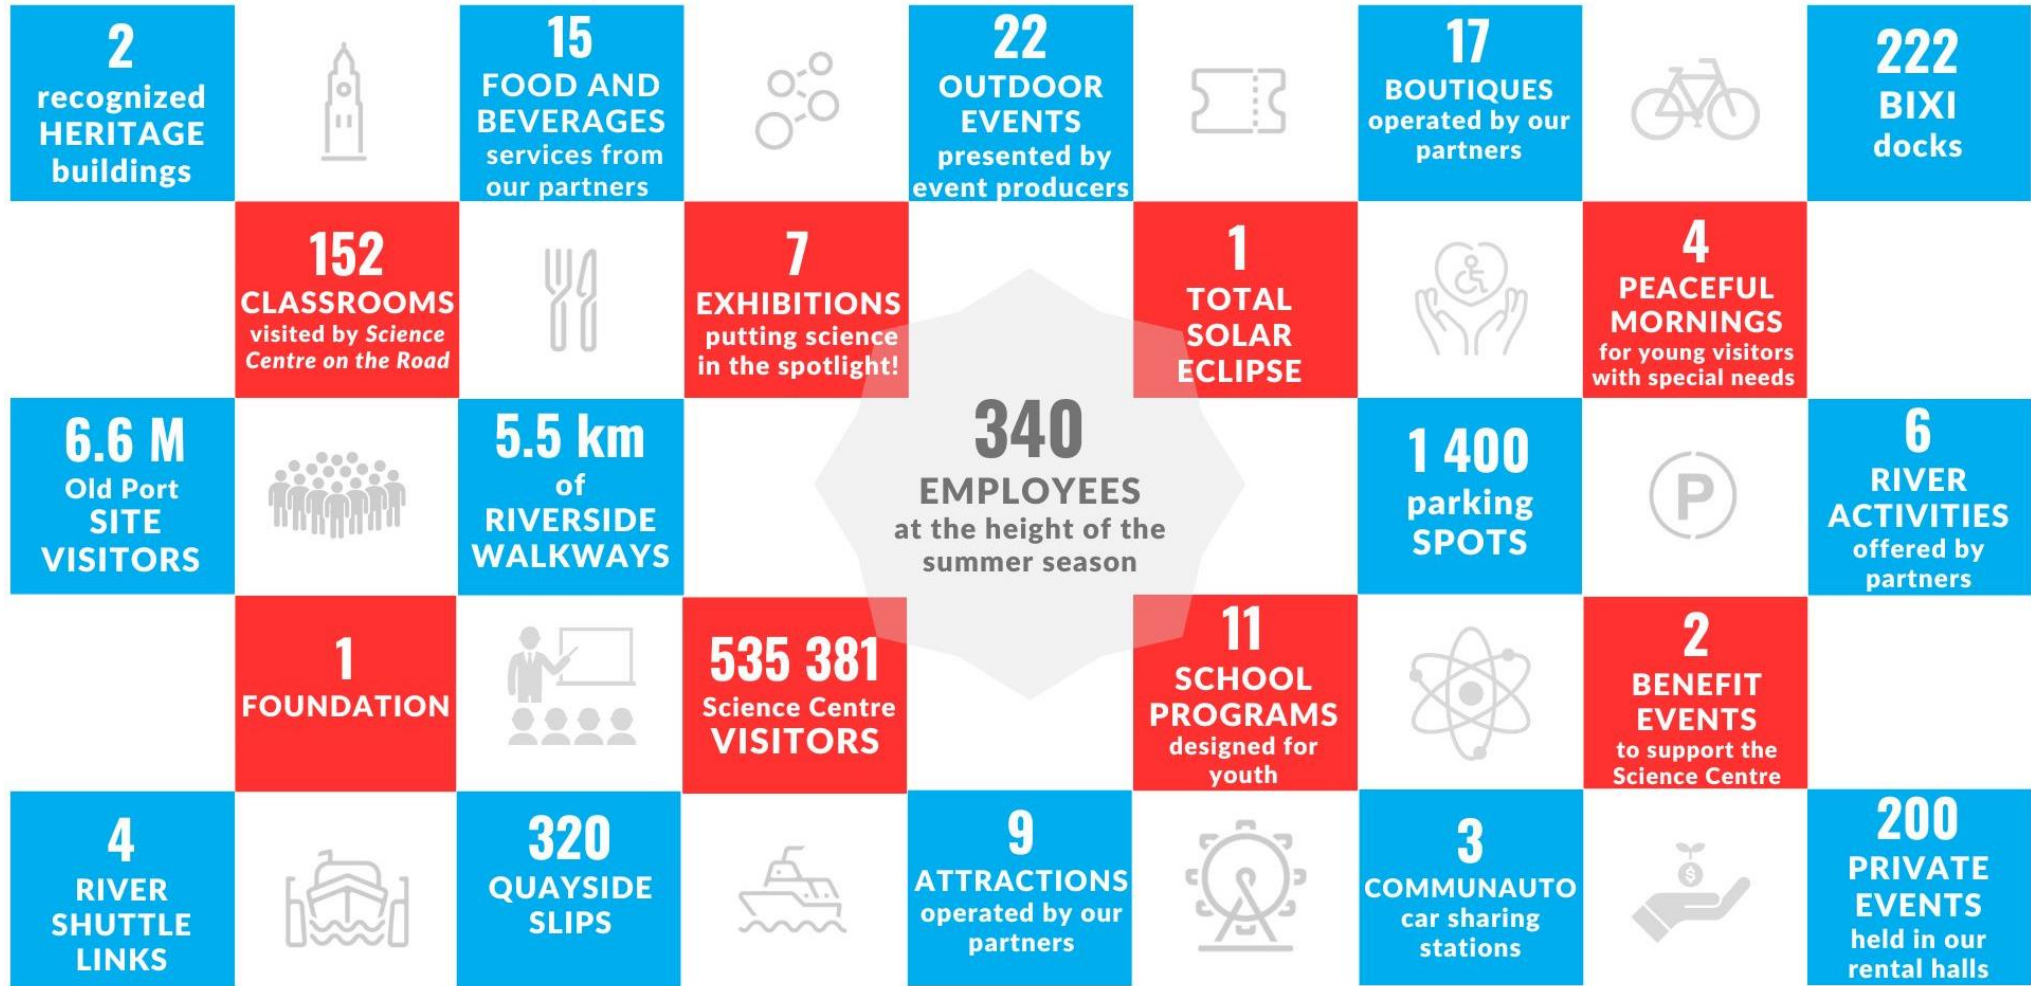 2
recognized
HERITAGE
buildings
15
FOOD AND
BEVERAGES
services from
our partners
22
OUTDOOR
EVENTS
presented by
event producers
17
BOUTIQUES
operated by our
partners
222
BIXI
docks
152
CLASSROOMS
visited by Science
Centre on the Road
7
EXHIBITIONS
putting science
in the spotlight!
1
TOTAL
SOLAR
ECLIPSE
4
PEACEFUL
MORNINGS
for young visitors
with special needs
6.6 M
Old Port
SITE
VISITORS
5.5 km
of
RIVERSIDE
WALKWAYS
340
EMPLOYEES
at the height of the
summer season
1 400
parking
SPOTS
P
6
RIVER
ACTIVITIES
offered by
partners
1
FOUNDATION
535 381
Science Centre
VISITORS
11
SCHOOL
PROGRAMS
designed for
youth
2
BENEFIT
EVENTS
to support the
Science Centre
4
RIVER
SHUTTLE
LINKS
320
QUAYSIDE
SLIPS
9
ATTRACTIONS
operated by our
partners
3
COMMUNAUTO
car sharing
stations
$
200
PRIVATE
EVENTS
held in our
rental halls